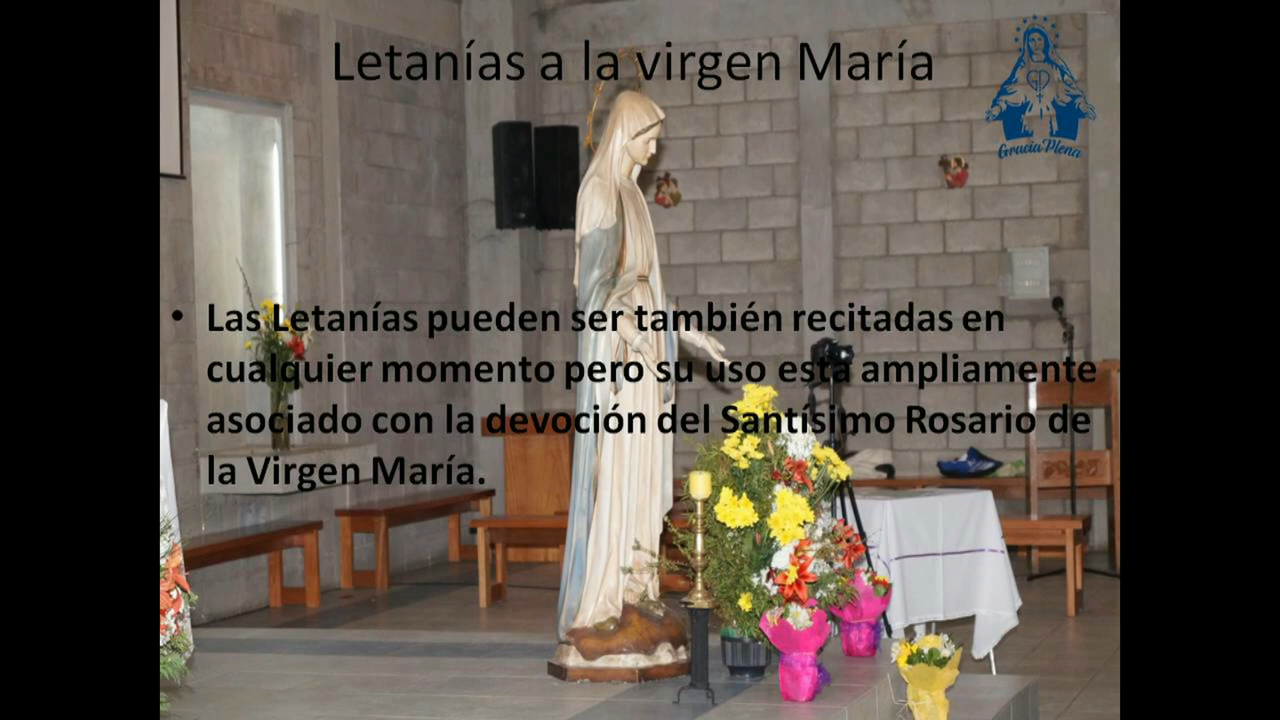 Letanías a la virgen María
Gracia Plena
• Las Letanías pueden ser también recitadas en
cualquier momento pero su uso está ampliamente
asociado con la devoción del Santísimo Rosario de
la Virgen María.